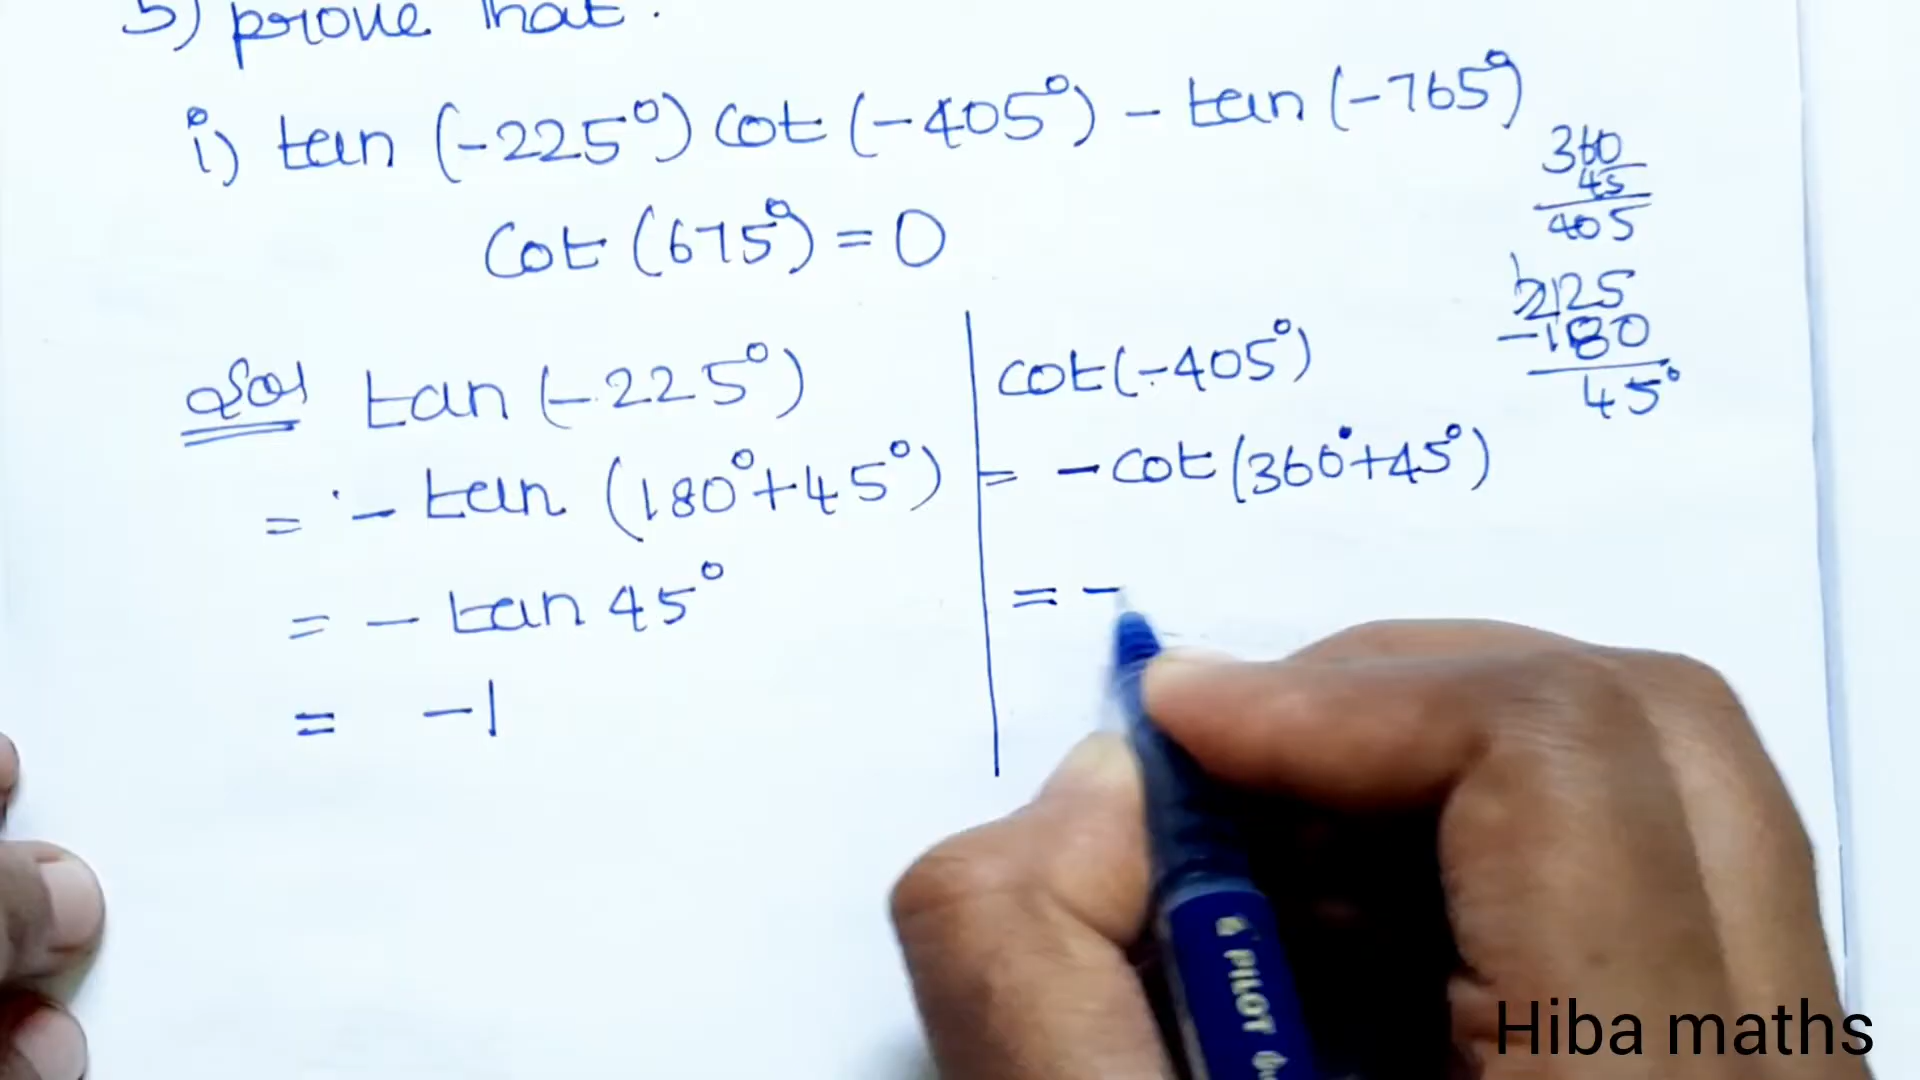 5) prove that.
i) tan (-225°) cot (-405°) - tan (-765°)
cot (675°) = 0
360
45
405
225
-180
45°
Sol tan (-225°)
= - tan (180°+45°)
= - tan 45°
= -1
cot (-405°)
= - cot (360°+45°)
= -
PILOT
Hiba maths